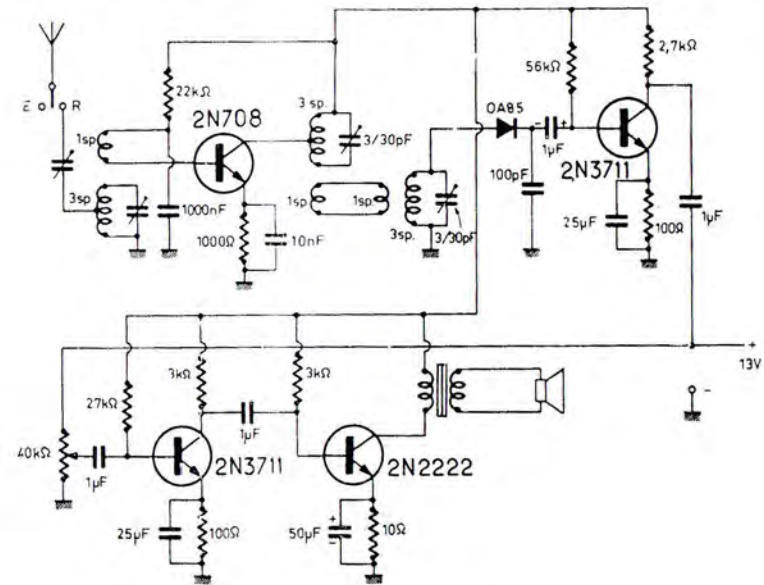 E
R
22kΩ
2N708
3 sp.
3/30pF
1sp
3sp
1000nF
1000Ω
10nF
1sp
1sp.
3sp.
3/30pF
OA85
- +
1µF
100pF
56kΩ
2,7kΩ
2N3711
25µF
100Ω
1µF
+
13V
-
40kΩ
1µF
27kΩ
3kΩ
2N3711
25µF
100Ω
1µF
3kΩ
2N2222
50µF
+
-
10Ω